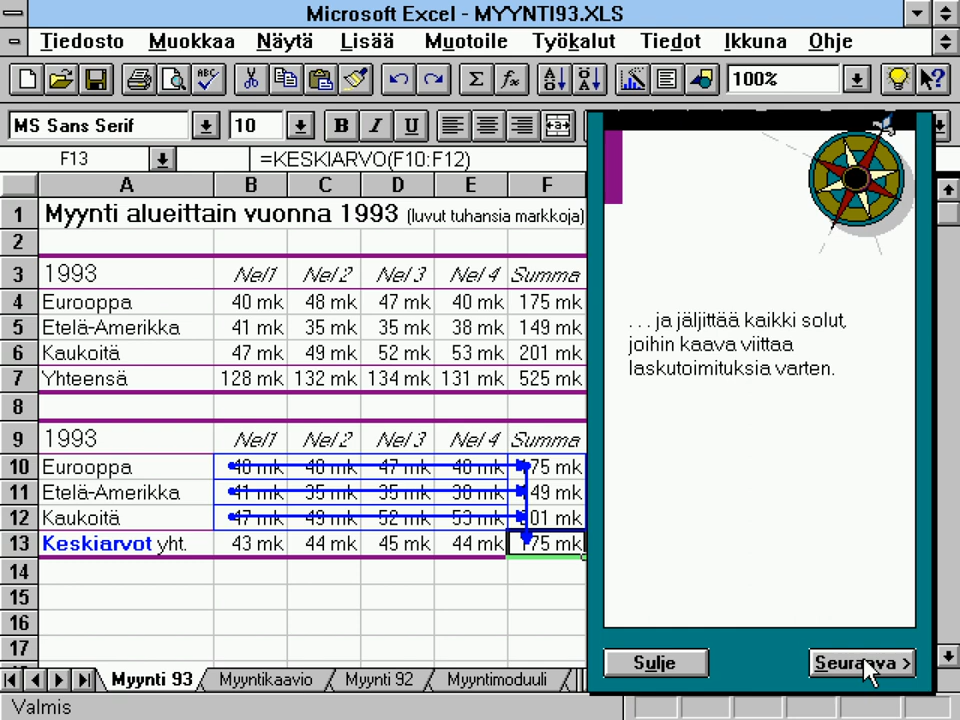 Microsoft Excel - MYYNTI93.XLS
Tiedosto Muokkaa Näytä Lisää Muotoile Työkalut Tiedot Ikkuna Ohje
100%
MS Sans Serif 10 B I U
F13 =KESKIARVO(F10:F12)
A B C D E F
1 Myynti alueittain vuonna 1993 (luvut tuhansia markkoja)
2
3 1993 Nel 1 Nel 2 Nel 3 Nel 4 Summa
4 Eurooppa 40 mk 48 mk 47 mk 40 mk 175 mk
5 Etelä-Amerikka 41 mk 35 mk 35 mk 38 mk 149 mk
6 Kaukoitä 47 mk 49 mk 52 mk 53 mk 201 mk
7 Yhteensä 128 mk 132 mk 134 mk 131 mk 525 mk
8
9 1993 Nel 1 Nel 2 Nel 3 Nel 4 Summa
10 Eurooppa 40 mk 48 mk 47 mk 40 mk 175 mk
11 Etelä-Amerikka 41 mk 35 mk 35 mk 38 mk 149 mk
12 Kaukoitä 47 mk 49 mk 52 mk 53 mk 201 mk
13 Keskiarvot yht. 43 mk 44 mk 45 mk 44 mk 175 mk
14
15
16
17
. . . ja jäljittää kaikki solut,
joihin kaava viittaa
laskutoimituksia varten.
Sulje Seuraava >
Myynti 93 Myyntikaavio Myynti 92 Myyntimoduuli
Valmis